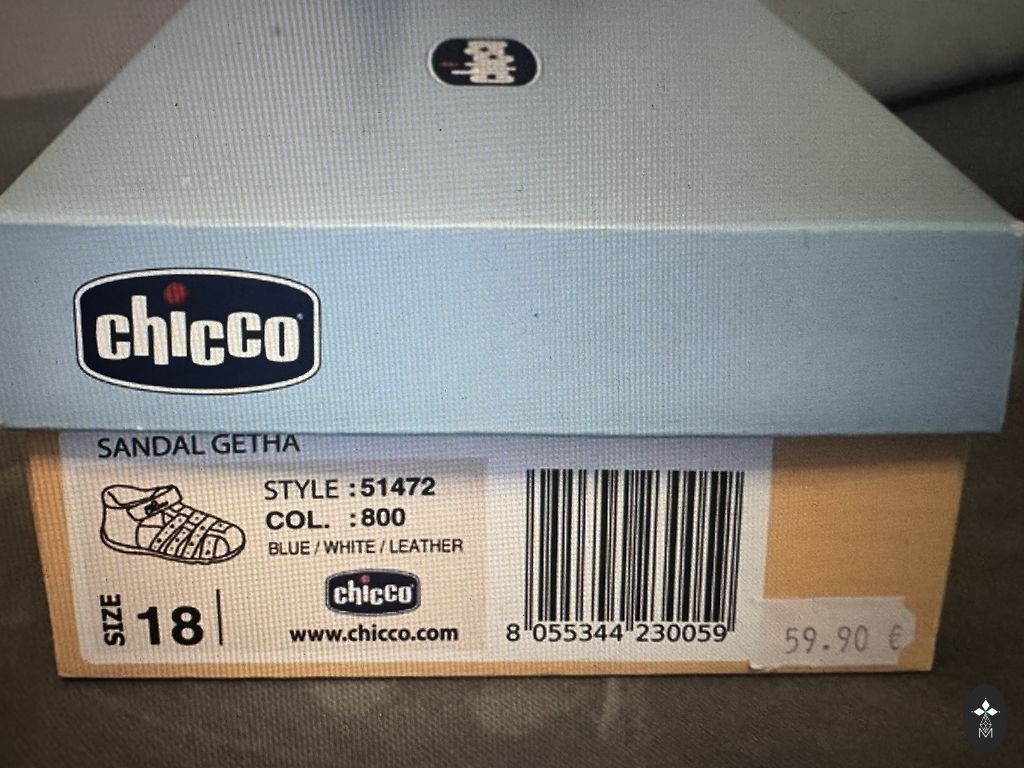 chicco
chicco
SANDAL GETHA
STYLE : 51472
COL. : 800
BLUE / WHITE / LEATHER
chicco
SIZE 18
www.chicco.com
8 055344 230059
59.90 €
M